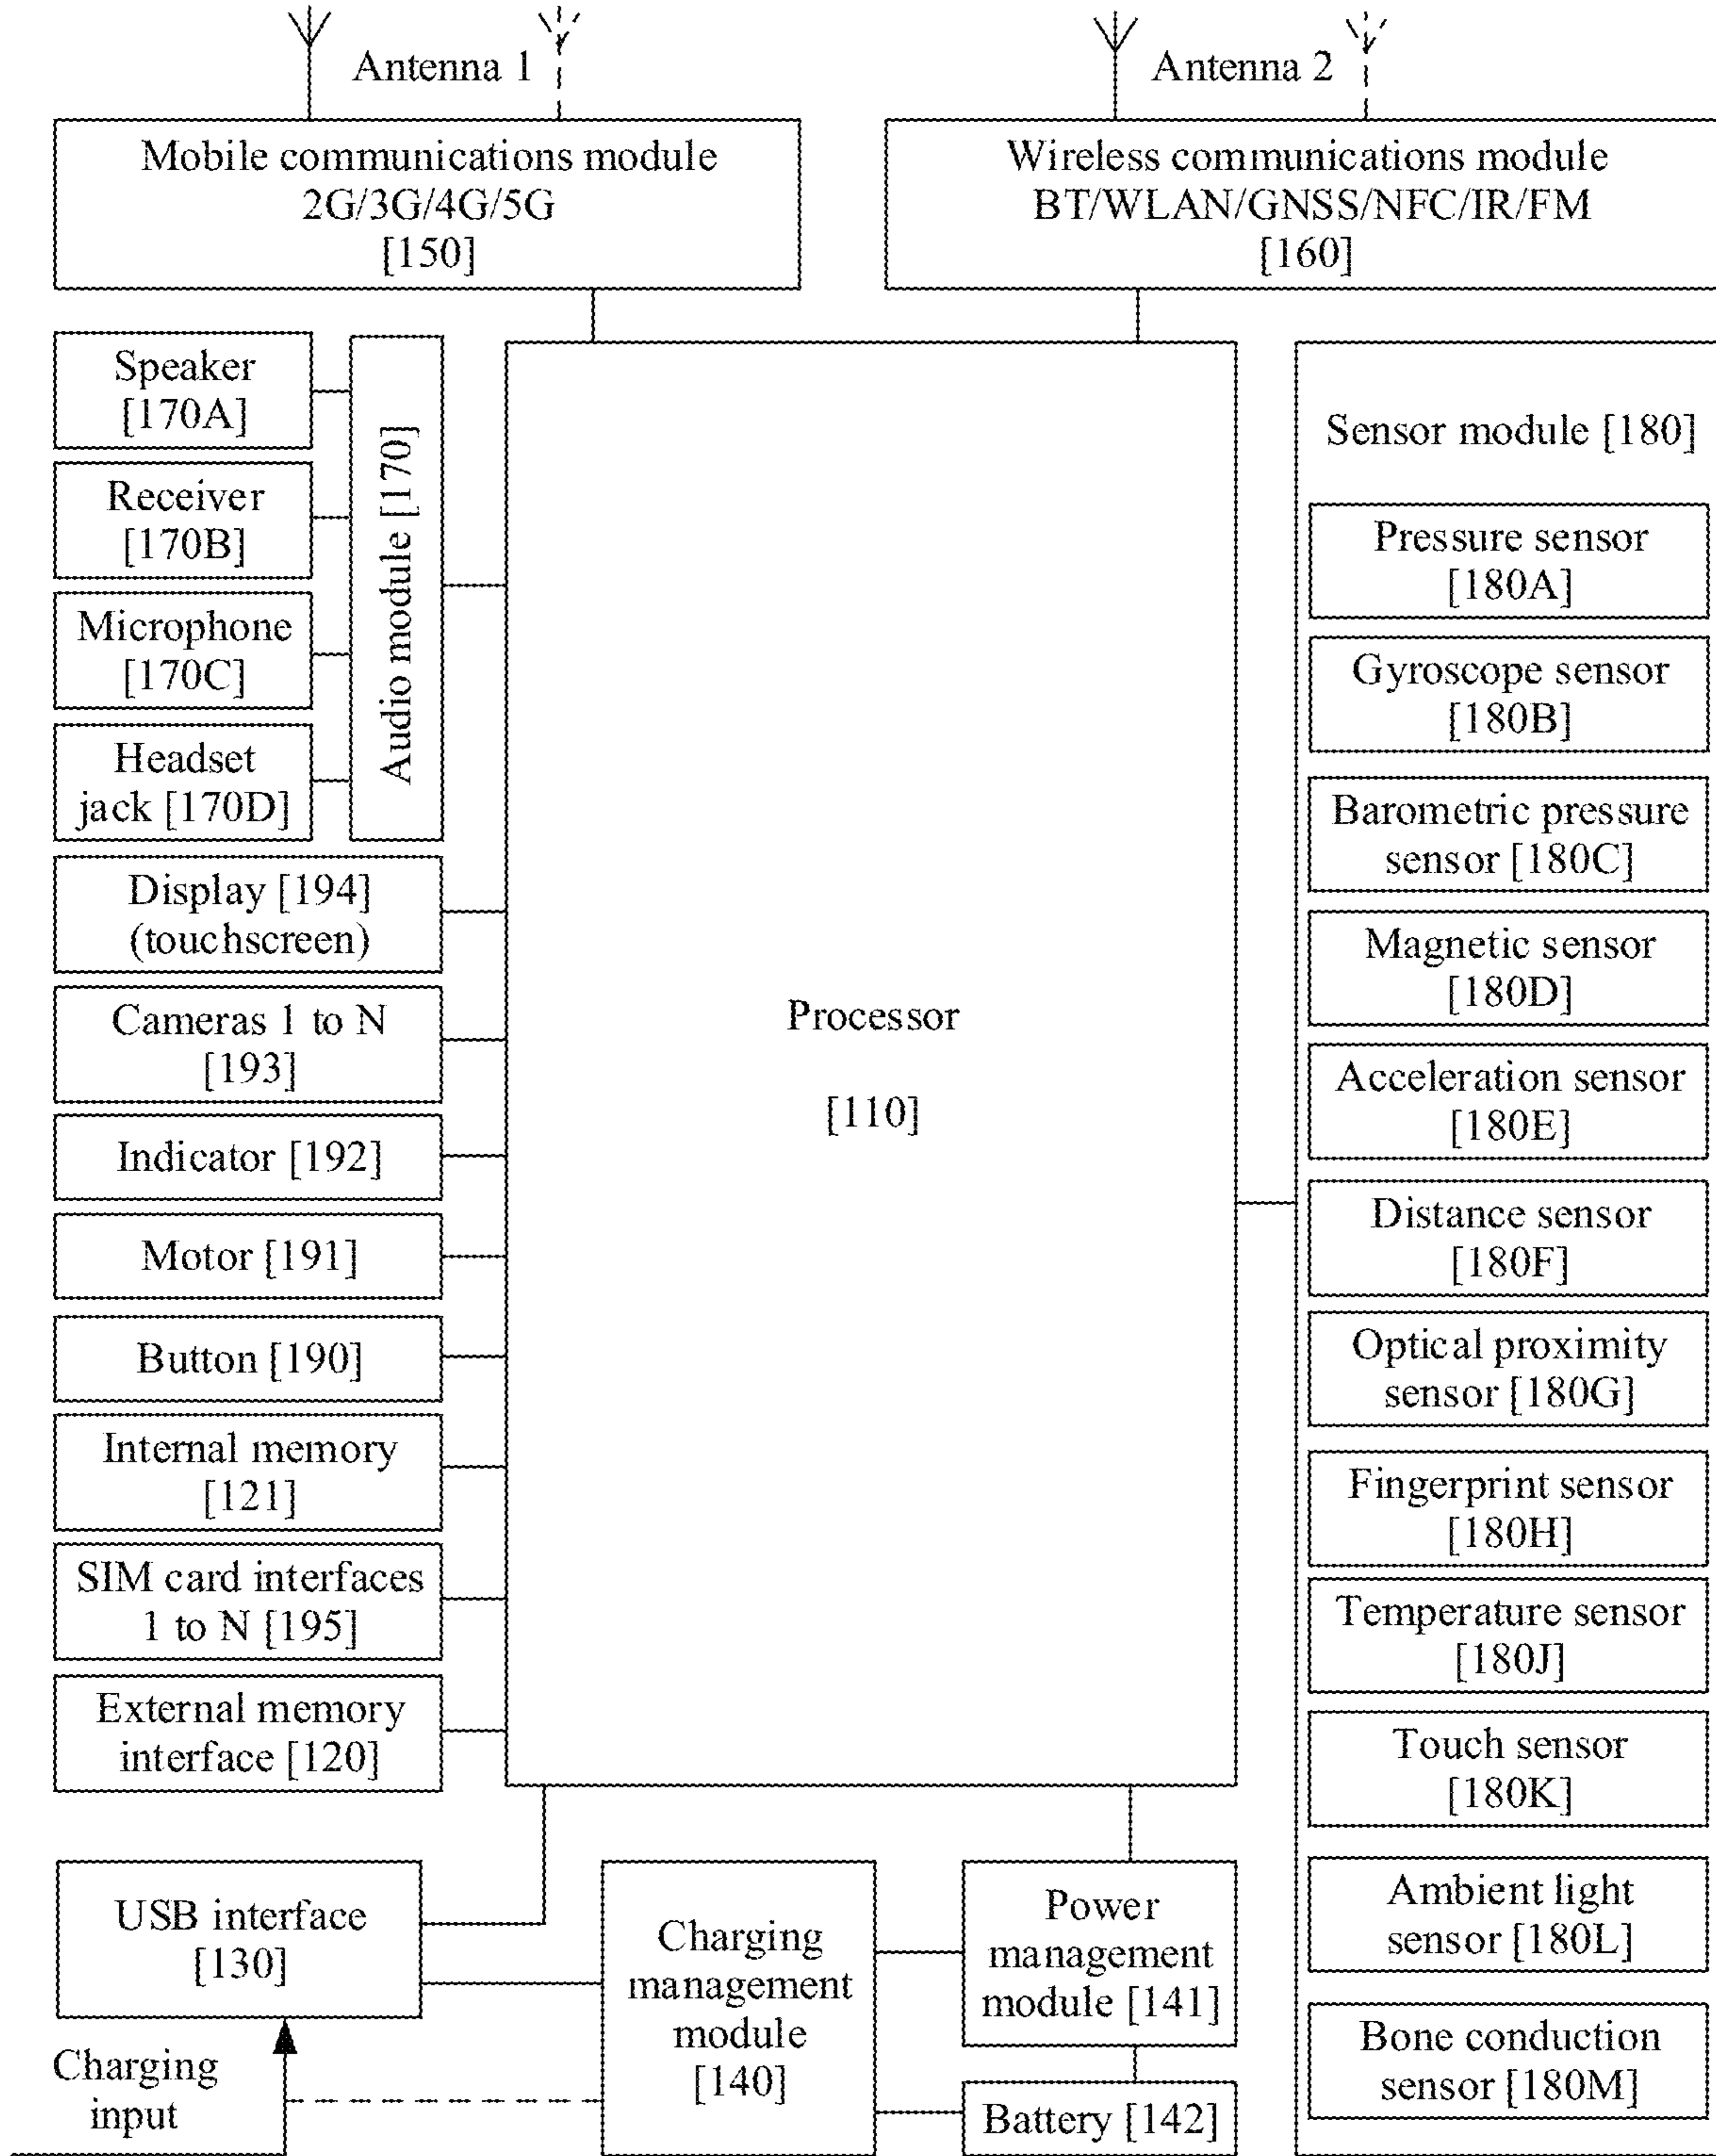 Antenna 1
Antenna 2
Mobile communications module
2G/3G/4G/5G
[150]
Wireless communications module
BT/WLAN/GNSS/NFC/IR/FM
[160]
Speaker
[170A]
Receiver
[170B]
Microphone
[170C]
Headset
jack [170D]
Audio module [170]
Display [194]
(touchscreen)
Cameras 1 to N
[193]
Indicator [192]
Motor [191]
Button [190]
Internal memory
[121]
SIM card interfaces
1 to N [195]
External memory
interface [120]
Processor
[110]
Sensor module [180]
Pressure sensor
[180A]
Gyroscope sensor
[180B]
Barometric pressure
sensor [180C]
Magnetic sensor
[180D]
Acceleration sensor
[180E]
Distance sensor
[180F]
Optical proximity
sensor [180G]
Fingerprint sensor
[180H]
Temperature sensor
[180J]
Touch sensor
[180K]
Ambient light
sensor [180L]
Bone conduction
sensor [180M]
USB interface
[130]
Charging
input
Charging
management
module
[140]
Power
management
module [141]
Battery [142]